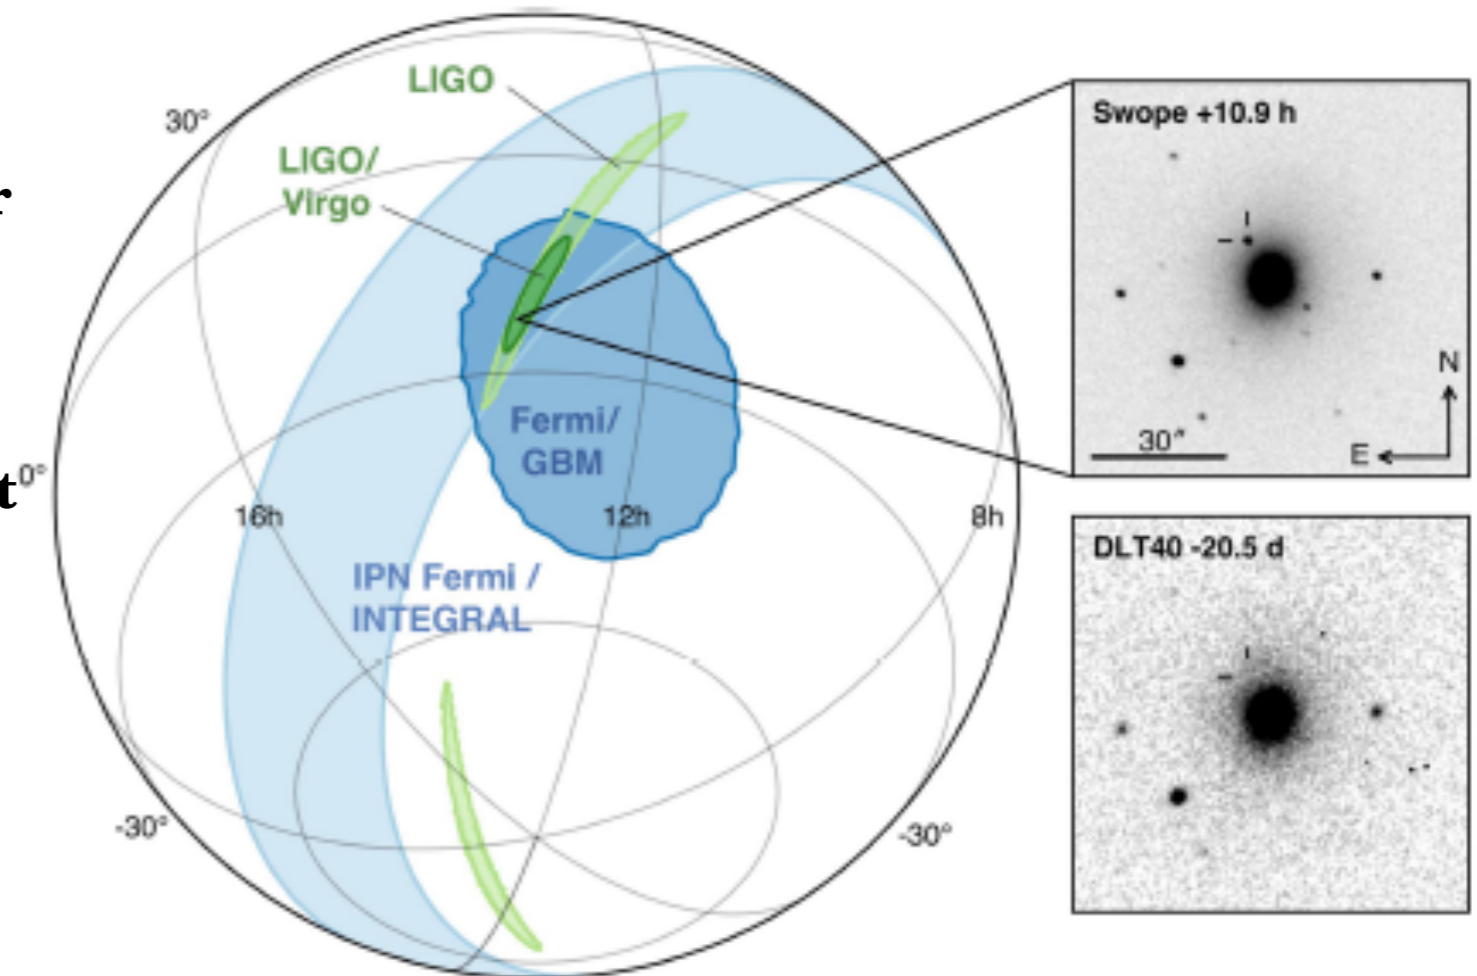 LIGO
30°
LIGO/
Virgo
r
t
0°
Fermi/
GBM
16h
12h
8h
IPN Fermi /
INTEGRAL
-30°
-30°
Swope +10.9 h
N
30"
E
DLT40 -20.5 d